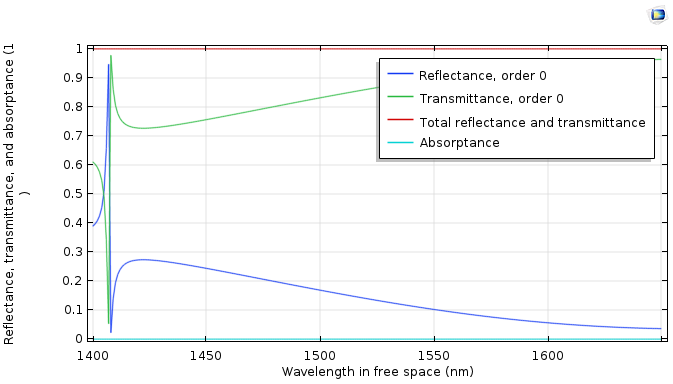 Reflectance, transmittance, and absorptance (1
)
1
0.9
0.8
0.7
0.6
0.5
0.4
0.3
0.2
0.1
0
Reflectance, order 0
Transmittance, order 0
Total reflectance and transmittance
Absorptance
1400 1450 1500 1550 1600
Wavelength in free space (nm)